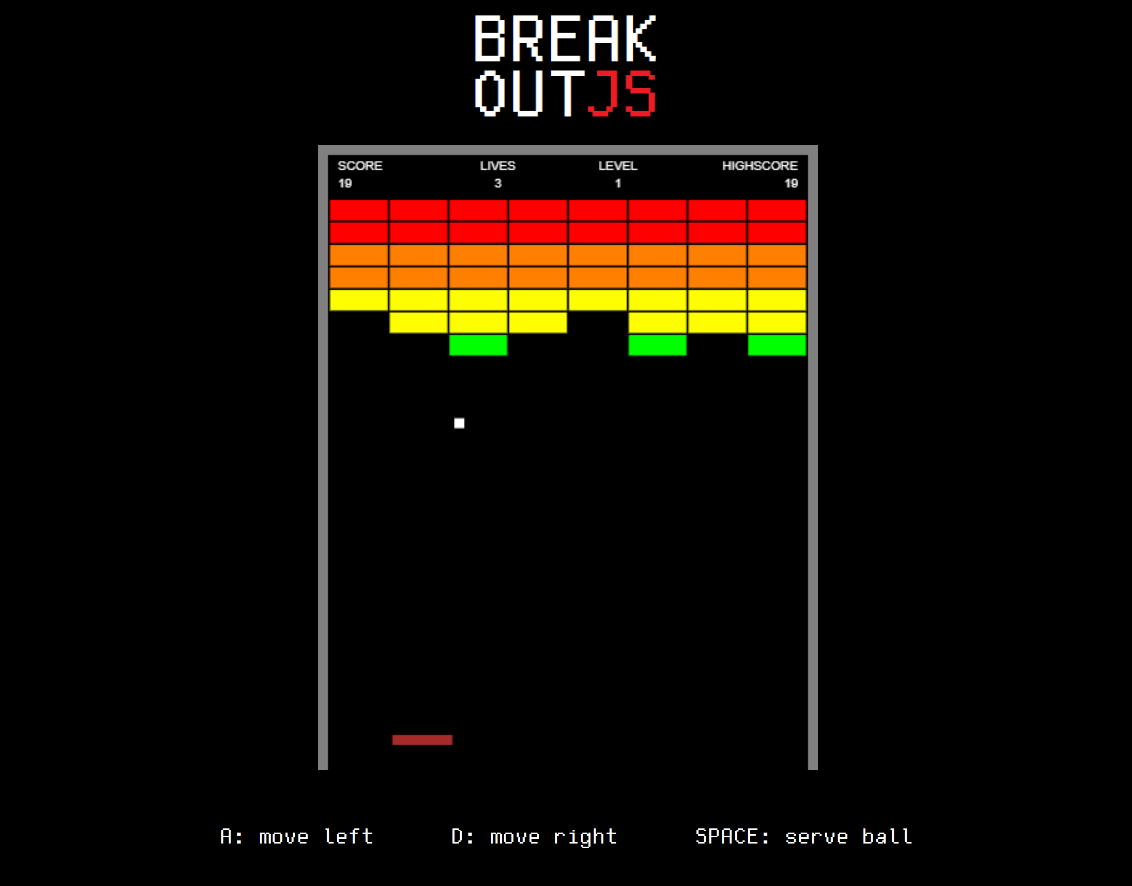 BREAK
OUTJS
SCORE LIVES LEVEL HIGHSCORE
19 3 1 19
A: move left D: move right SPACE: serve ball